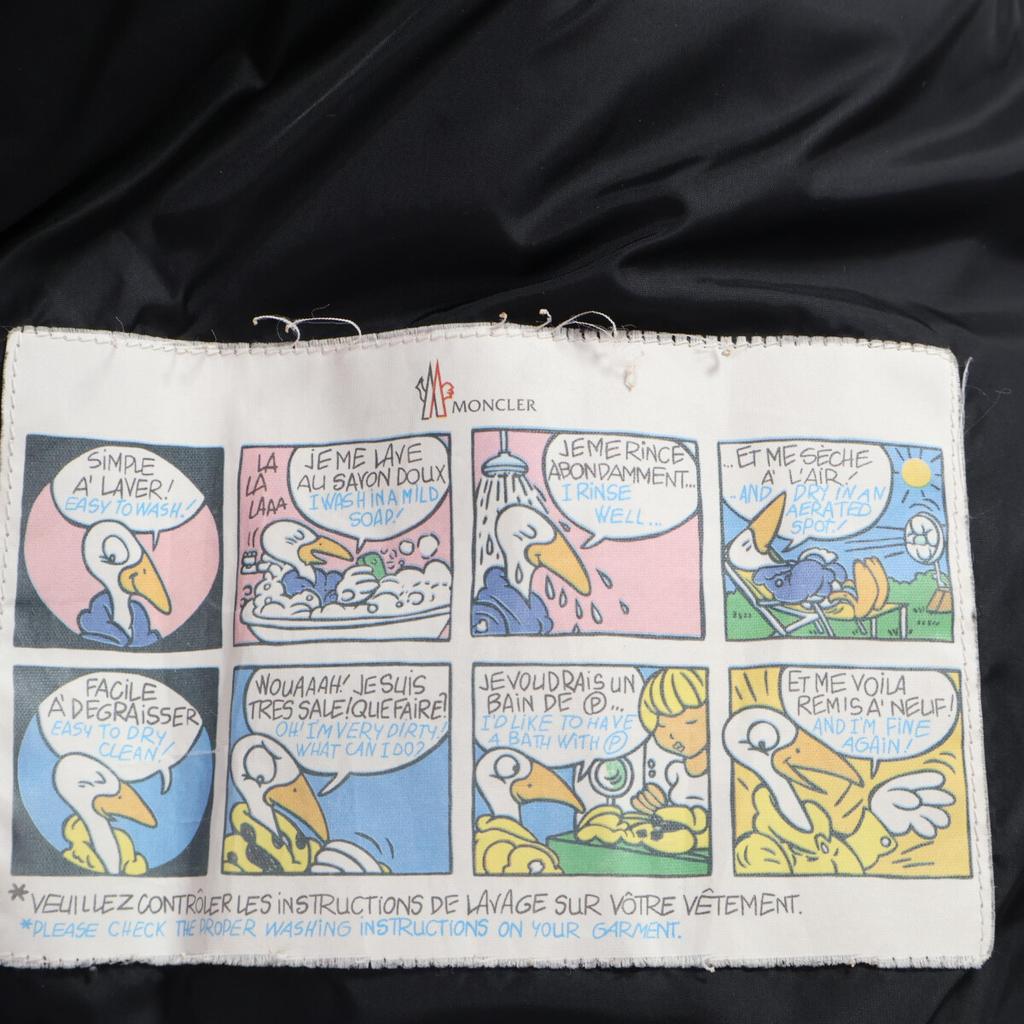 MONCLER
SIMPLE
A' LAVER!
EASY TO WASH!
LA
LA
LAAA
JE ME LAVE
AU SAVON DOUX
I WASH IN A MILD
SOAP!
JE ME RINCE
ABONDAMMENT...
I RINSE
WELL...
...ET ME SÈCHE
A' L'AIR!
..AND DRY IN AN
AERATED
SPOT!
FACILE
A' DEGRAISSER
EASY TO DRY
CLEAN!
WOUAAAH! JE SUIS
TRES SALE! QUE FAIRE?
OH! I'M VERY DIRTY!
WHAT CAN I DO?
JE VOUDRAIS UN
BAIN DE Ⓟ...
I'D LIKE TO HAVE
A BATH WITH Ⓟ
ET ME VOILA
REMIS A' NEUF!
AND I'M FINE
AGAIN!
*VEUILLEZ CONTRÔLER LES INSTRUCTIONS DE LAVAGE SUR VÔTRE VÊTEMENT.
*PLEASE CHECK THE PROPER WASHING INSTRUCTIONS ON YOUR GARMENT.